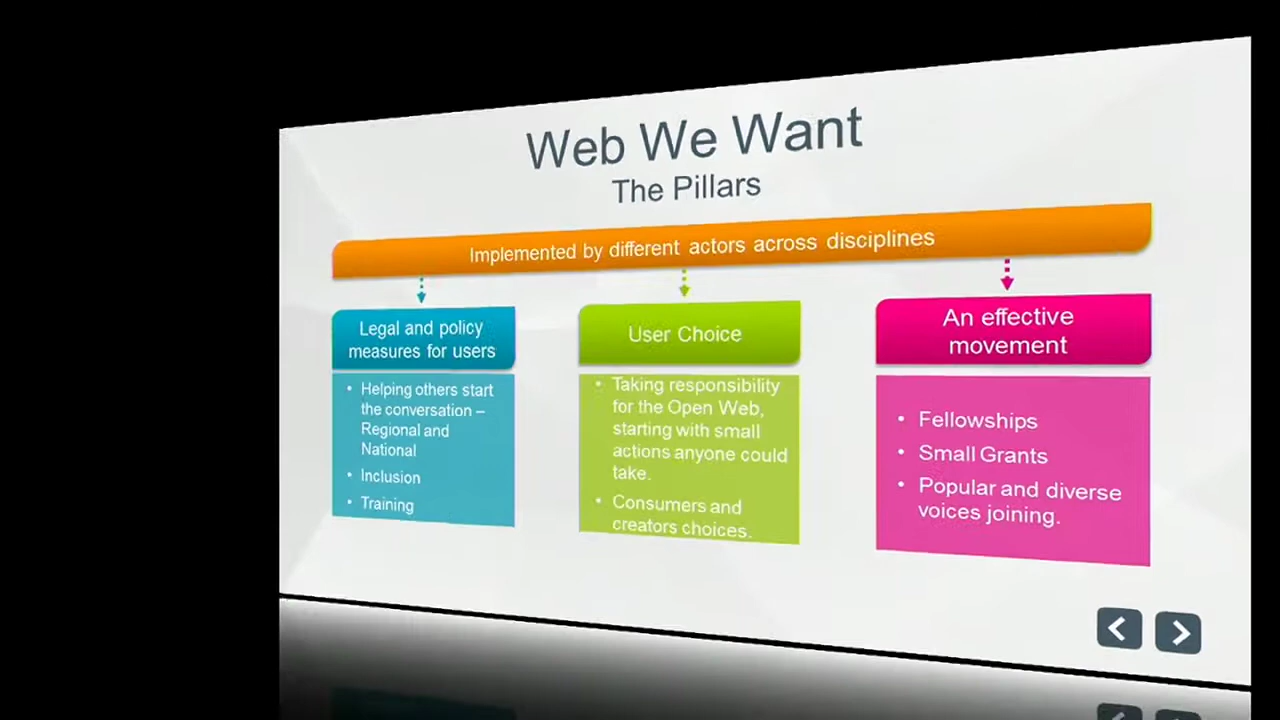 Web We Want
The Pillars
Implemented by different actors across disciplines
Legal and policy
measures for users
• Helping others start
the conversation –
Regional and
National
• Inclusion
• Training
User Choice
• Taking responsibility
for the Open Web,
starting with small
actions anyone could
take.
• Consumers and
creators choices.
An effective
movement
• Fellowships
• Small Grants
• Popular and diverse
voices joining.